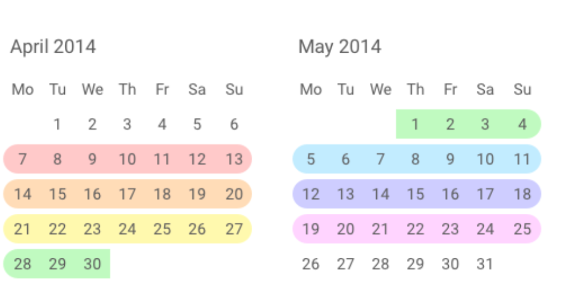 April 2014
Mo Tu We Th Fr Sa Su
1 2 3 4 5 6
7 8 9 10 11 12 13
14 15 16 17 18 19 20
21 22 23 24 25 26 27
28 29 30
May 2014
Mo Tu We Th Fr Sa Su
1 2 3 4
5 6 7 8 9 10 11
12 13 14 15 16 17 18
19 20 21 22 23 24 25
26 27 28 29 30 31